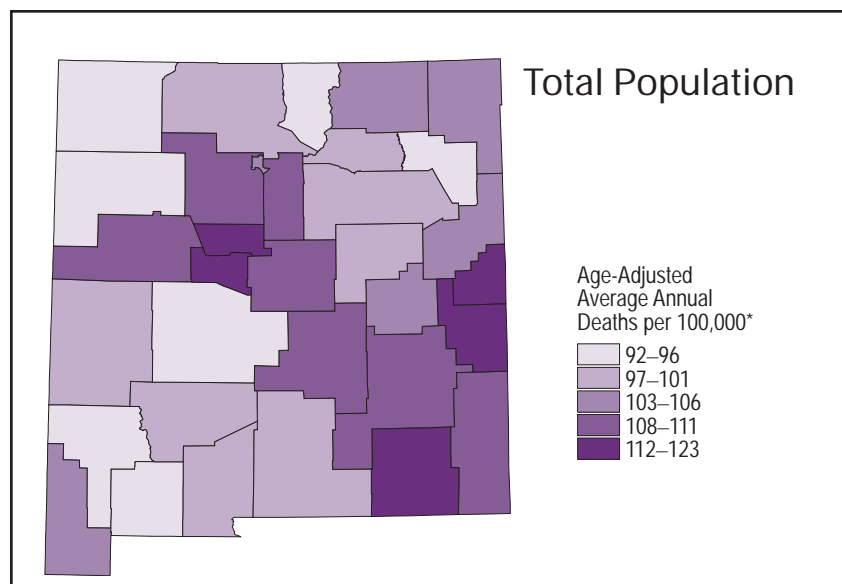 Total Population
Age-Adjusted
Average Annual
Deaths per 100,000*
92–96
97–101
103–106
108–111
112–123